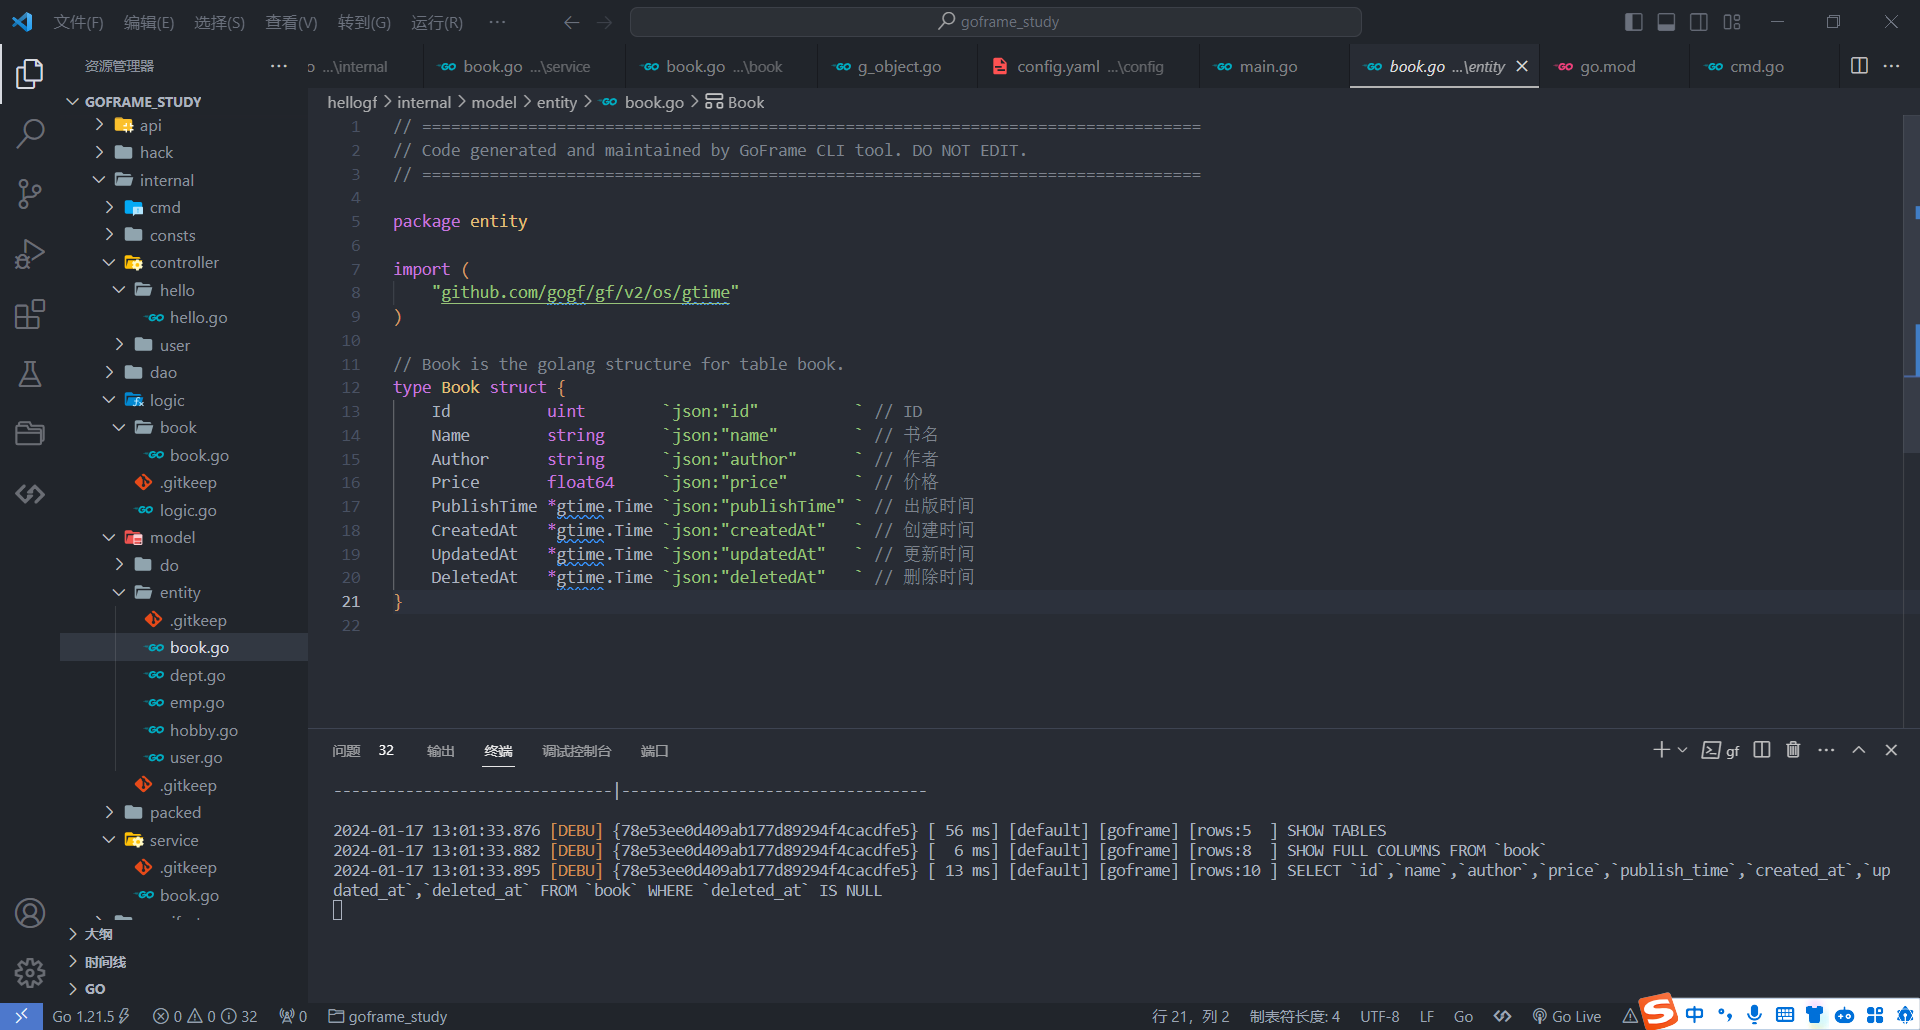 文件(F) 编辑(E) 选择(S) 查看(V) 转到(G) 运行(R) ··· goframe_study
资源管理器 ···
o ...\internal book.go ...\service book.go ...\book g_object.go config.yaml ...\config main.go book.go ...\entity go.mod cmd.go ···
hellogf > internal > model > entity > book.go > Book
GOFRAME_STUDY
api
hack
internal
cmd
consts
controller
hello
hello.go
user
dao
logic
book
book.go
.gitkeep
logic.go
model
do
entity
.gitkeep
book.go
dept.go
emp.go
hobby.go
user.go
.gitkeep
packed
service
.gitkeep
book.go
大纲
时间线
GO
1 // =================================================================================
2 // Code generated and maintained by GoFrame CLI tool. DO NOT EDIT.
3 // =================================================================================
4
5 package entity
6
7 import (
8 "github.com/gogf/gf/v2/os/gtime"
9 )
10
11 // Book is the golang structure for table book.
12 type Book struct {
13 Id uint `json:"id" ` // ID
14 Name string `json:"name" ` // 书名
15 Author string `json:"author" ` // 作者
16 Price float64 `json:"price" ` // 价格
17 PublishTime *gtime.Time `json:"publishTime" ` // 出版时间
18 CreatedAt *gtime.Time `json:"createdAt" ` // 创建时间
19 UpdatedAt *gtime.Time `json:"updatedAt" ` // 更新时间
20 DeletedAt *gtime.Time `json:"deletedAt" ` // 删除时间
21 }
22
问题 32 输出 终端 调试控制台 端口 gf ···
-------------------------------|----------------------------------
2024-01-17 13:01:33.876 [DEBU] {78e53ee0d409ab177d89294f4cacdfe5} [ 56 ms] [default] [goframe] [rows:5 ] SHOW TABLES
2024-01-17 13:01:33.882 [DEBU] {78e53ee0d409ab177d89294f4cacdfe5} [ 6 ms] [default] [goframe] [rows:8 ] SHOW FULL COLUMNS FROM `book`
2024-01-17 13:01:33.895 [DEBU] {78e53ee0d409ab177d89294f4cacdfe5} [ 13 ms] [default] [goframe] [rows:10 ] SELECT `id`,`name`,`author`,`price`,`publish_time`,`created_at`,`up
dated_at`,`deleted_at` FROM `book` WHERE `deleted_at` IS NULL
Go 1.21.5 0 0 32 0 goframe_study 行 21，列 2 制表符长度: 4 UTF-8 LF Go Go Live 中